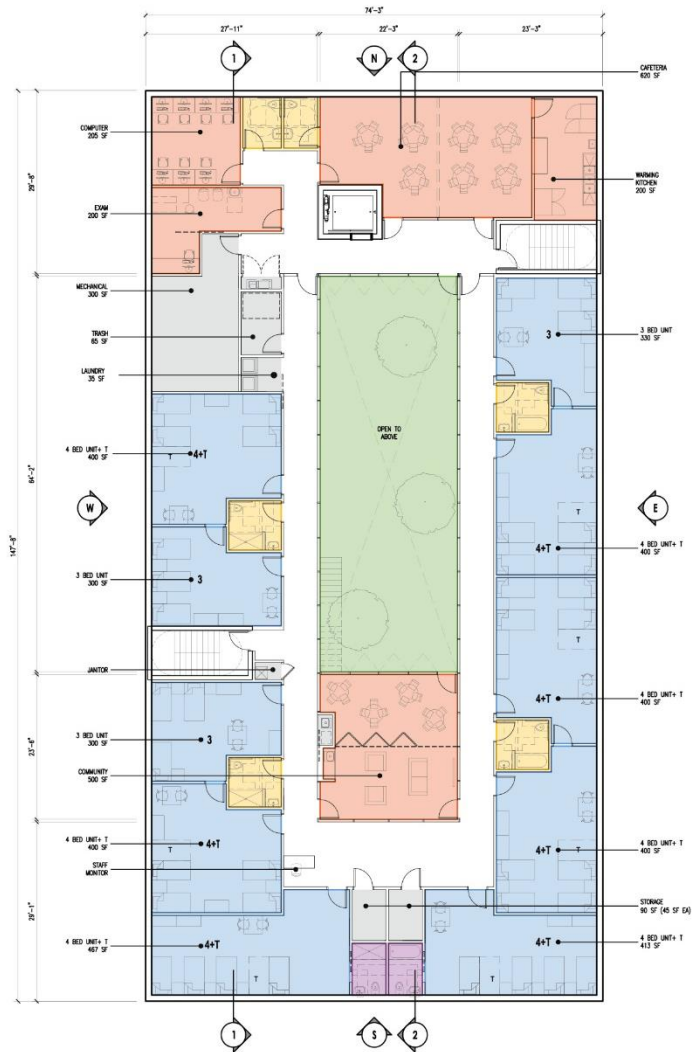 74'-3"
27'-11"
22'-3"
23'-3"
1
N
2
CAFETERIA
620 SF
COMPUTER
205 SF
WARMING
KITCHEN
200 SF
EXAM
200 SF
29'-8"
MECHANICAL
300 SF
TRASH
65 SF
LAUNDRY
35 SF
3
3 BED UNIT
330 SF
OPEN TO
ABOVE
4 BED UNIT+ T
400 SF
T
4+T
W
E
64'-2"
147'-8"
T
4+T
4 BED UNIT+ T
400 SF
3 BED UNIT
300 SF
3
T
JANITOR
4+T
4 BED UNIT+ T
400 SF
3 BED UNIT
300 SF
3
23'-8"
COMMUNITY
500 SF
4 BED UNIT+ T
400 SF
4+T
T
T
4+T
4 BED UNIT+ T
400 SF
STAFF
MONITOR
STORAGE
90 SF (45 SF EA)
29'-1"
4 BED UNIT+ T
467 SF
4+T
T
4+T
T
4 BED UNIT+ T
413 SF
1
S
2